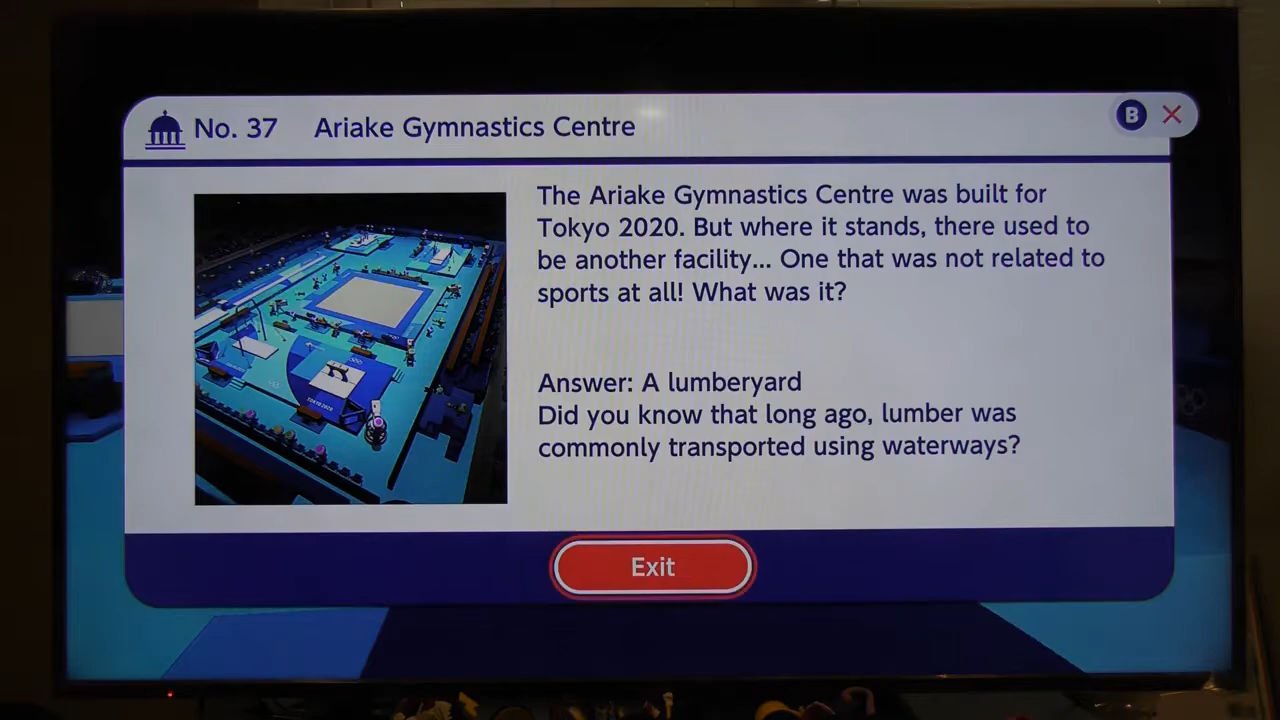 No. 37 Ariake Gymnastics Centre
B
The Ariake Gymnastics Centre was built for
Tokyo 2020. But where it stands, there used to
be another facility... One that was not related to
sports at all! What was it?
Answer: A lumberyard
Did you know that long ago, lumber was
commonly transported using waterways?
TOKYO 2020
Exit